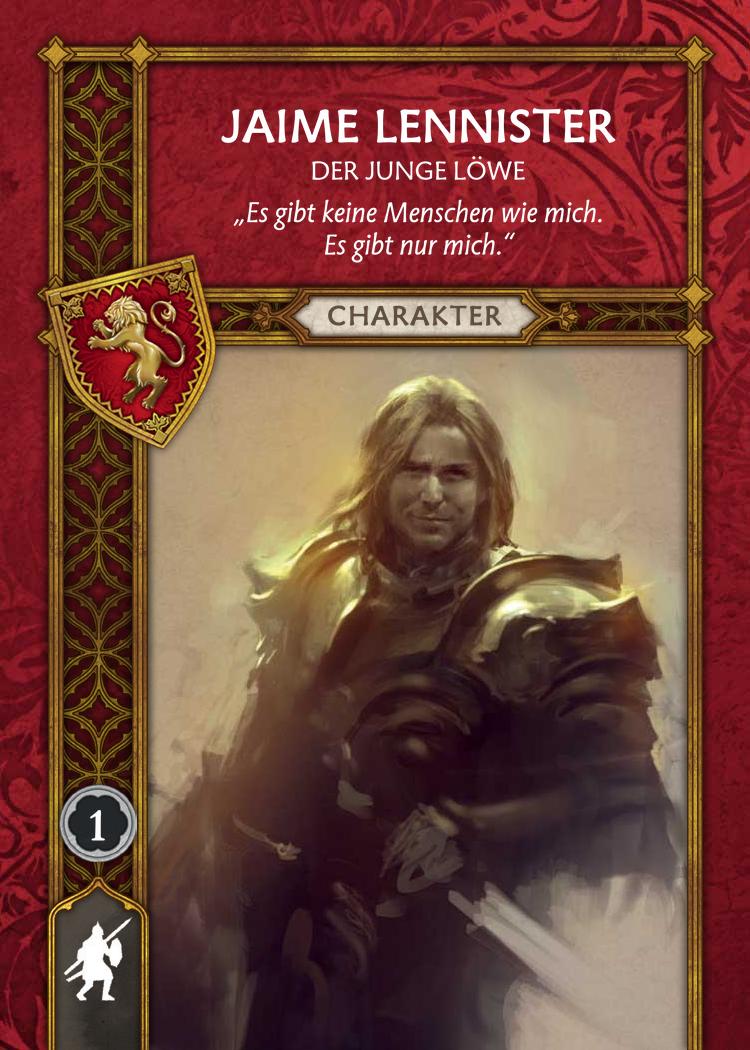 JAIME LENNISTER
DER JUNGE LÖWE
„Es gibt keine Menschen wie mich.
Es gibt nur mich.“
CHARAKTER
1